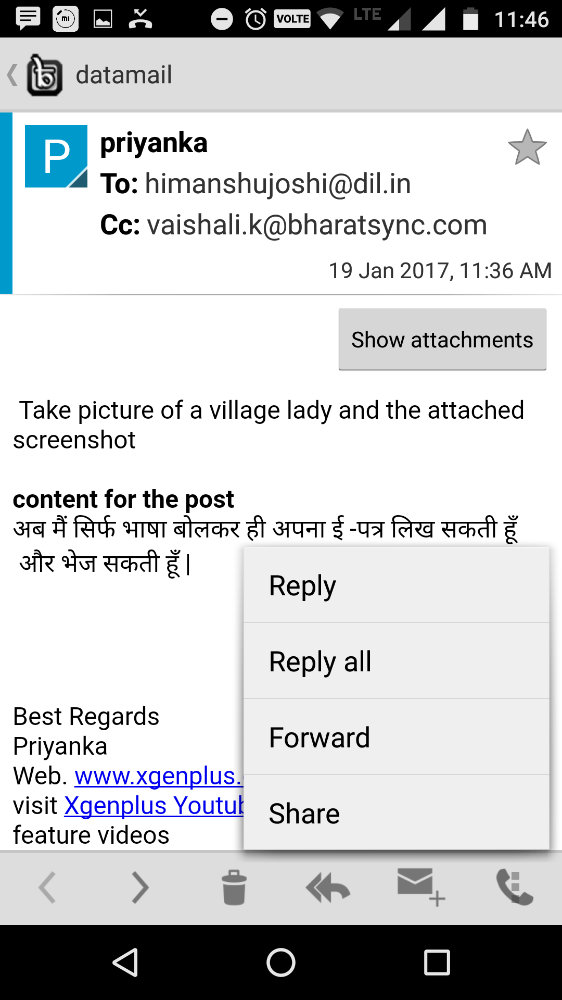 VOLTE LTE 11:46
datamail
P
priyanka
To: himanshujoshi@dil.in
Cc: vaishali.k@bharatsync.com
19 Jan 2017, 11:36 AM
Show attachments
Take picture of a village lady and the attached
screenshot
content for the post
अब मैं सिर्फ भाषा बोलकर ही अपना ई -पत्र लिख सकती हूँ
और भेज सकती हूँ |
Reply
Reply all
Forward
Share
Best Regards
Priyanka
Web. www.xgenplus.
visit Xgenplus
feature videos